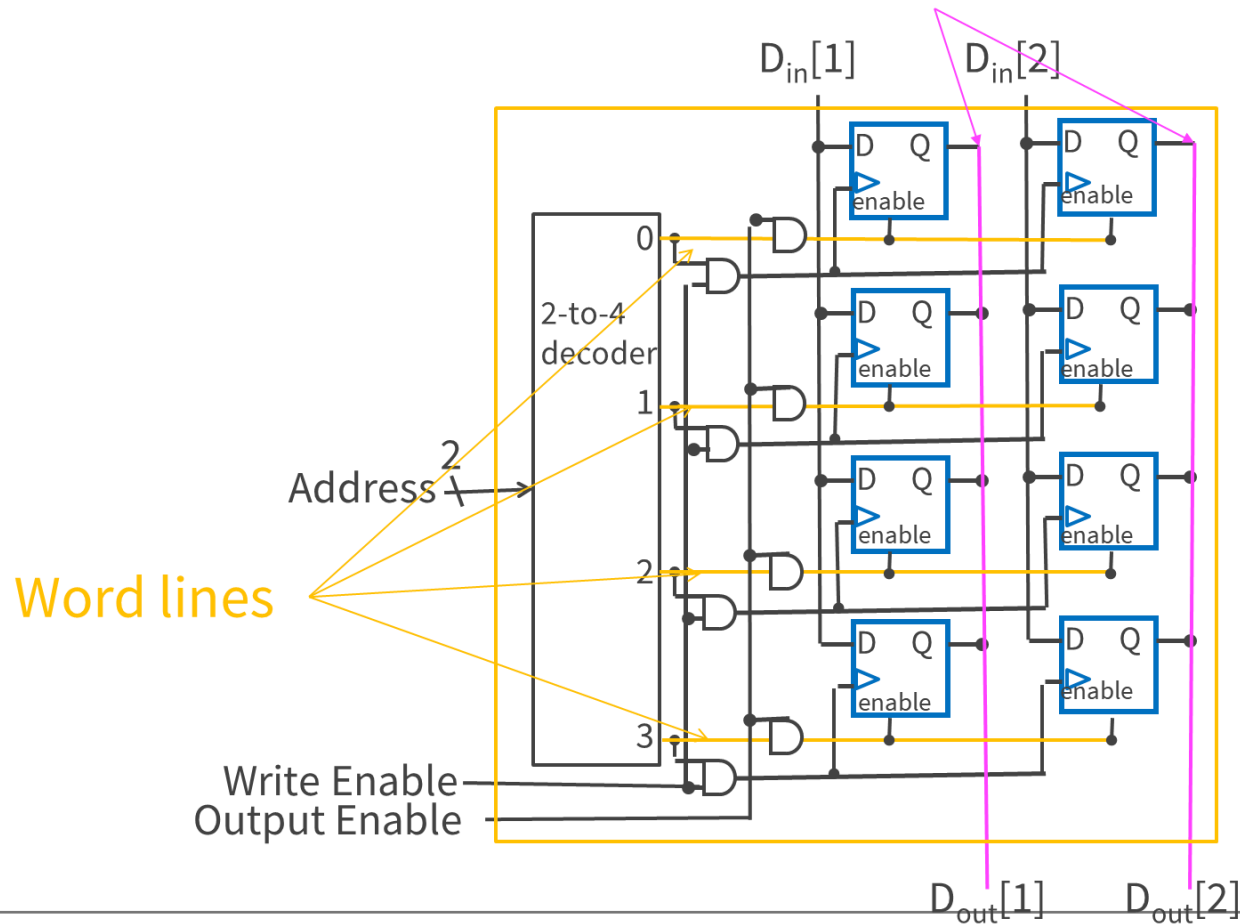 Din[1] Din[2]
D Q D Q
enable enable
0
2-to-4
decoder
D Q D Q
enable enable
1
2
Address
D Q D Q
enable enable
2
Word lines
D Q D Q
enable enable
3
Write Enable
Output Enable
Dout[1] Dout[2]